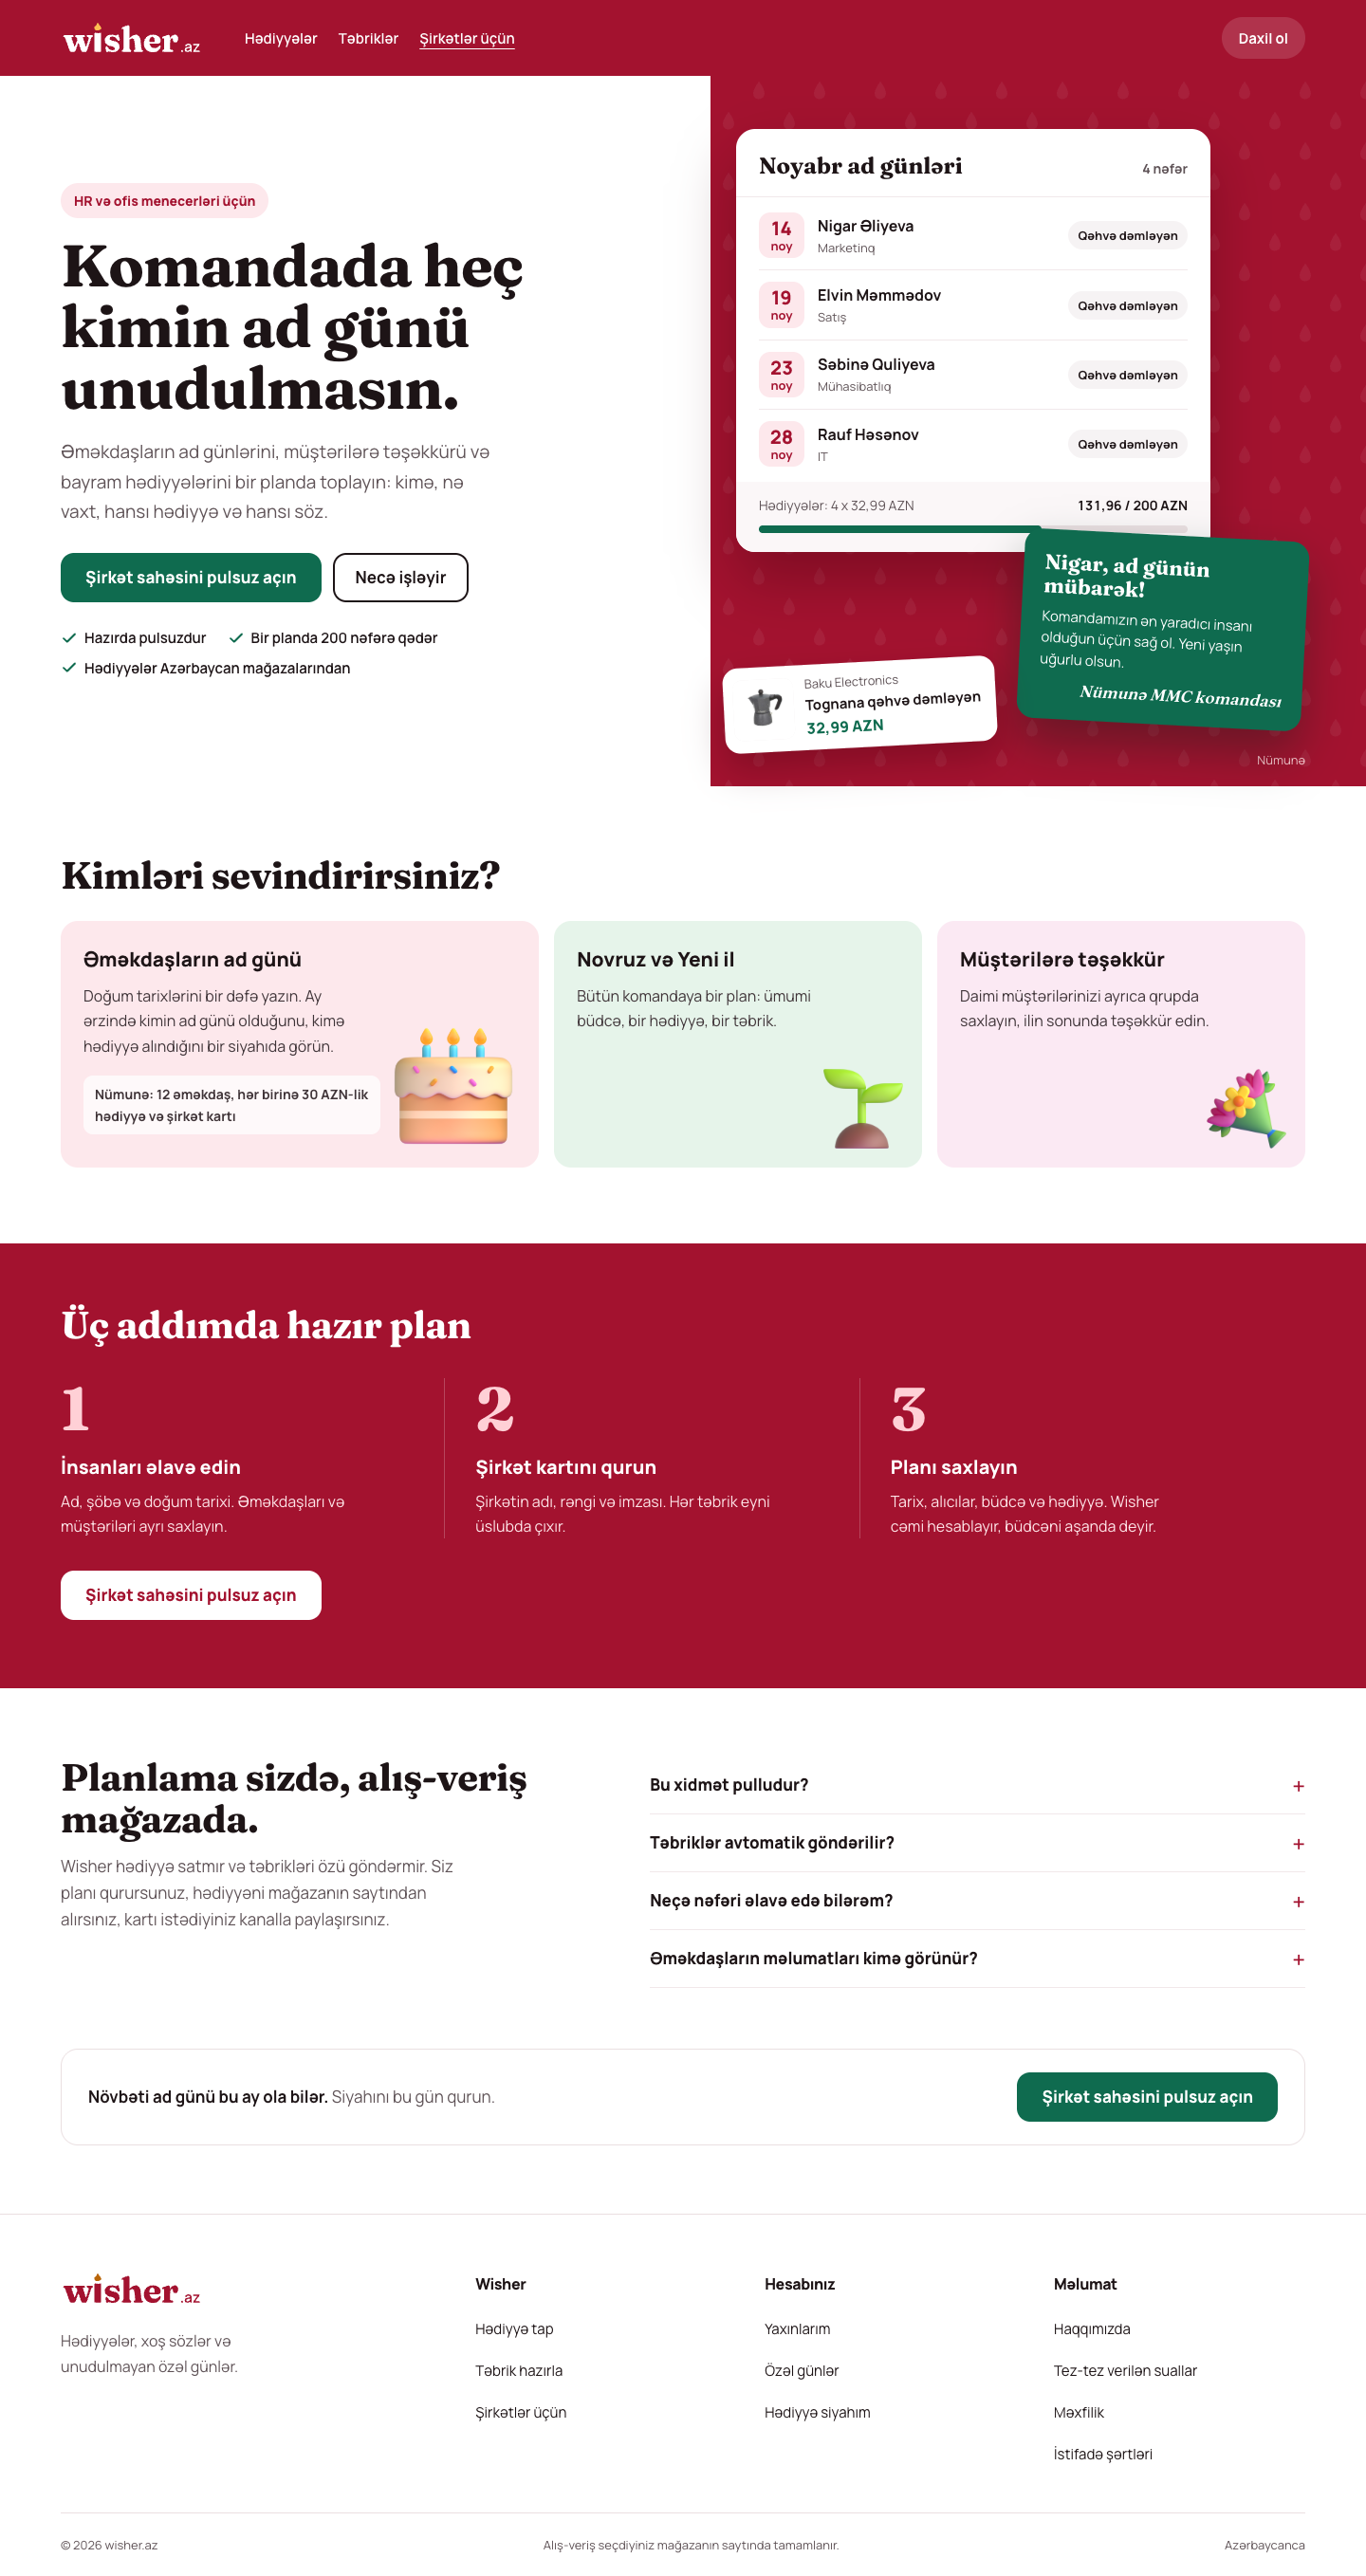 wisher.az
Hədiyyələr
Təbriklər
Şirkətlər üçün
Daxil ol
HR və ofis menecerləri üçün
Komandada heç
kimin ad günü
unudulmasın.
Əməkdaşların ad günlərini, müştərilərə təşəkkürü və
bayram hədiyyələrini bir planda toplayın: kimə, nə
vaxt, hansı hədiyyə və hansı söz.
Şirkət sahəsini pulsuz açın
Necə işləyir
Hazırda pulsuzdur
Bir planda 200 nəfərə qədər
Hədiyyələr Azərbaycan mağazalarından
Noyabr ad günləri
4 nəfər
14
noy
Nigar Əliyeva
Marketinq
Qəhvə dəmləyən
19
noy
Elvin Məmmədov
Satış
Qəhvə dəmləyən
23
noy
Səbinə Quliyeva
Mühasibatlıq
Qəhvə dəmləyən
28
noy
Rauf Həsənov
IT
Qəhvə dəmləyən
Hədiyyələr: 4 x 32,99 AZN
131,96 / 200 AZN
Nigar, ad günün
mübarək!
Komandamızın ən yaradıcı insanı
olduğun üçün sağ ol. Yeni yaşın
uğurlu olsun.
Nümunə MMC komandası
Baku Electronics
Tognana qəhvə dəmləyən
32,99 AZN
Nümunə
Kimləri sevindirirsiniz?
Əməkdaşların ad günü
Doğum tarixlərini bir dəfə yazın. Ay
ərzində kimin ad günü olduğunu, kimə
hədiyyə alındığını bir siyahıda görün.
Nümunə: 12 əməkdaş, hər birinə 30 AZN-lik
hədiyyə və şirkət kartı
Novruz və Yeni il
Bütün komandaya bir plan: ümumi
büdcə, bir hədiyyə, bir təbrik.
Müştərilərə təşəkkür
Daimi müştərilərinizi ayrıca qrupda
saxlayın, ilin sonunda təşəkkür edin.
Üç addımda hazır plan
1
İnsanları əlavə edin
Ad, şöbə və doğum tarixi. Əməkdaşları və
müştəriləri ayrı saxlayın.
2
Şirkət kartını qurun
Şirkətin adı, rəngi və imzası. Hər təbrik eyni
üslubda çıxır.
3
Planı saxlayın
Tarix, alıcılar, büdcə və hədiyyə. Wisher
cəmi hesablayır, büdcəni aşanda deyir.
Şirkət sahəsini pulsuz açın
Planlama sizdə, alış-veriş
mağazada.
Wisher hədiyyə satmır və təbrikləri özü göndərmir. Siz
planı qurursunuz, hədiyyəni mağazanın saytından
alırsınız, kartı istədiyiniz kanalla paylaşırsınız.
Bu xidmət pulludur?
+
Təbriklər avtomatik göndərilir?
+
Neçə nəfəri əlavə edə bilərəm?
+
Əməkdaşların məlumatları kimə görünür?
+
Növbəti ad günü bu ay ola bilər. Siyahını bu gün qurun.
Şirkət sahəsini pulsuz açın
wisher.az
Hədiyyələr, xoş sözlər və
unudulmayan özəl günlər.
Wisher
Hədiyyə tap
Təbrik hazırla
Şirkətlər üçün
Hesabınız
Yaxınlarım
Özəl günlər
Hədiyyə siyahım
Məlumat
Haqqımızda
Tez-tez verilən suallar
Məxfilik
İstifadə şərtləri
© 2026 wisher.az
Alış-veriş seçdiyiniz mağazanın saytında tamamlanır.
Azərbaycanca